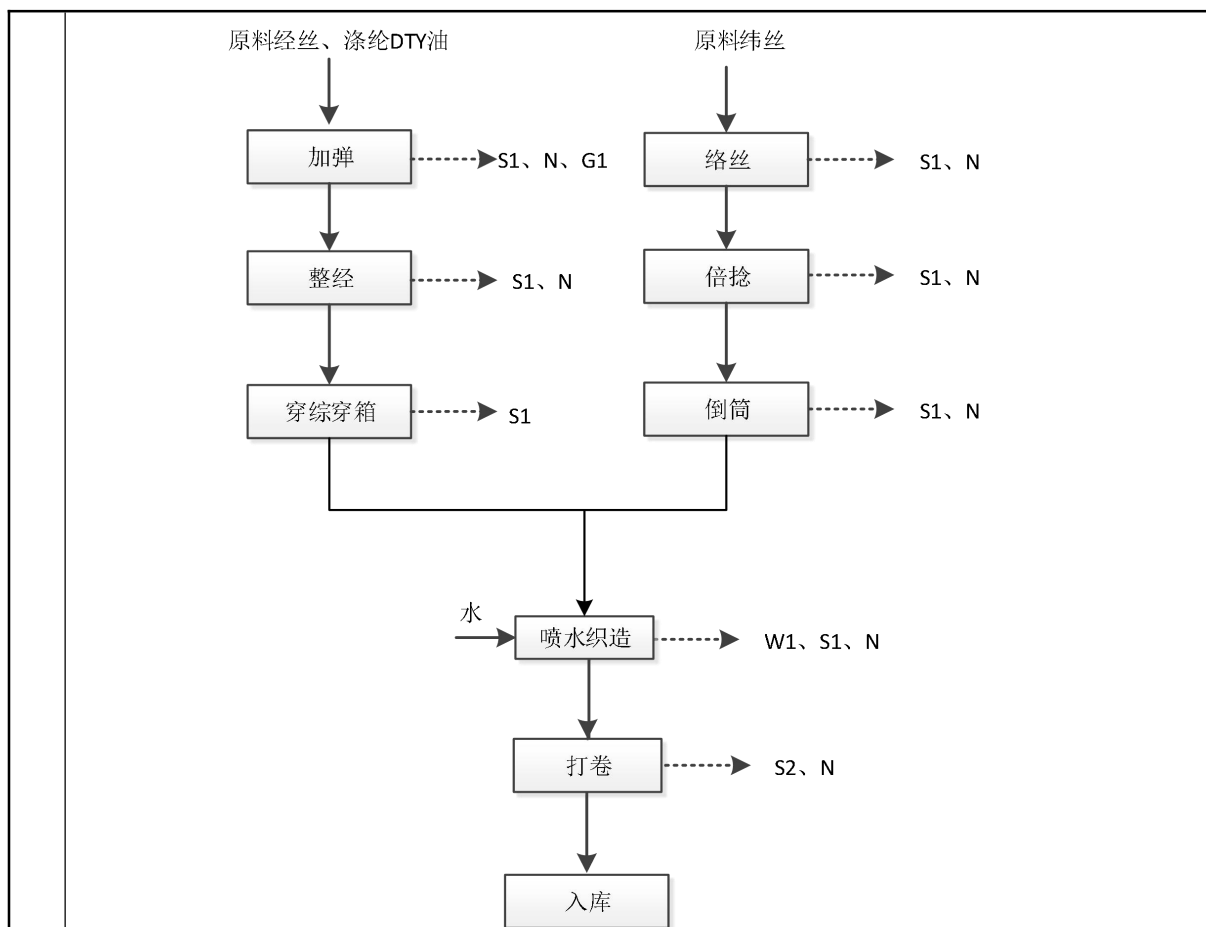 原料经丝、涤纶DTY油
原料纬丝
加弹
S1、N、G1
络丝
S1、N
整经
S1、N
倍捻
S1、N
穿综穿箱
S1
倒筒
S1、N
水
喷水织造
W1、S1、N
打卷
S2、N
入库